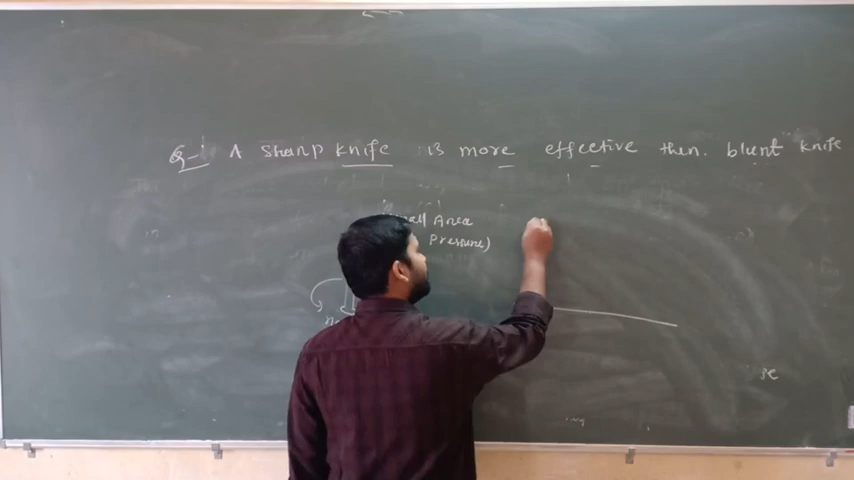 Q- A sharp knife is more effective then. blunt knife
Small Area
Pressure)